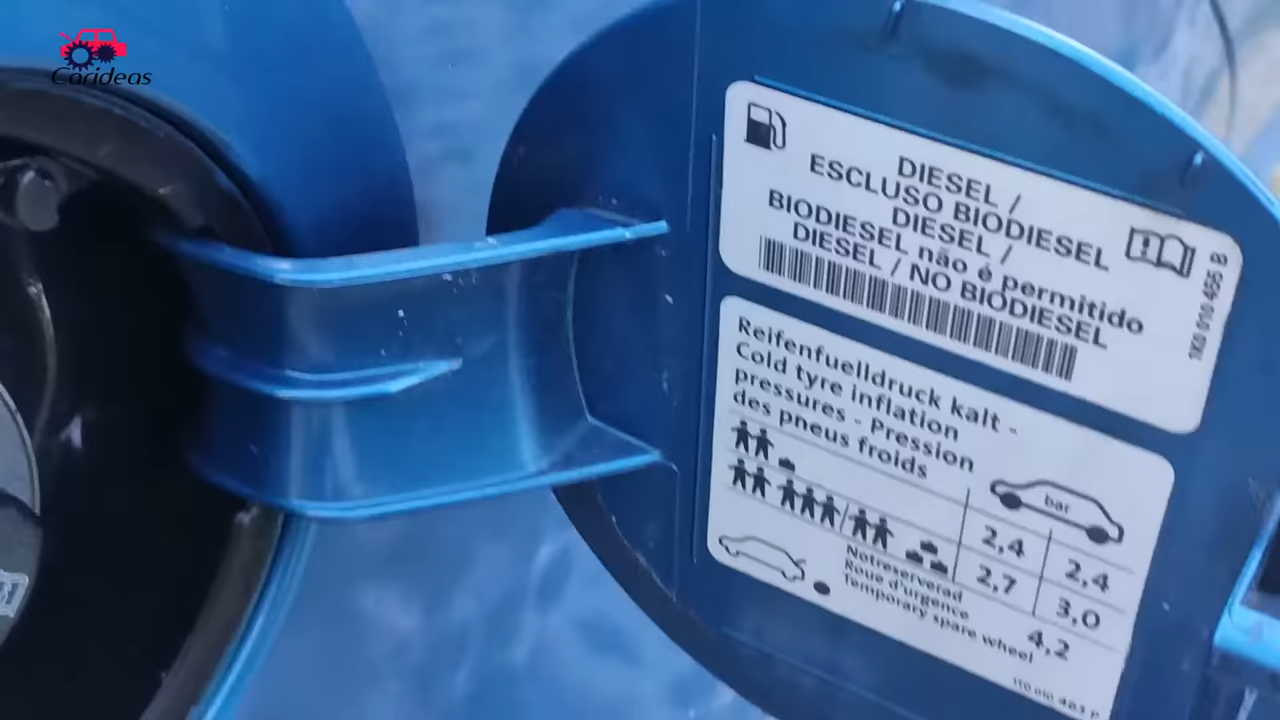 Carideas
DIESEL /
ESCLUSO BIODIESEL
DIESEL /
BIODIESEL não é permitido
DIESEL / NO BIODIESEL
1K0 010 455 B
Reifenfuelldruck kalt -
Cold tyre inflation
pressures - Pression
des pneus froids
bar
2,4 2,4
2,7 3,0
Notreserverad
Roue d'urgence
Temporary spare wheel
4,2